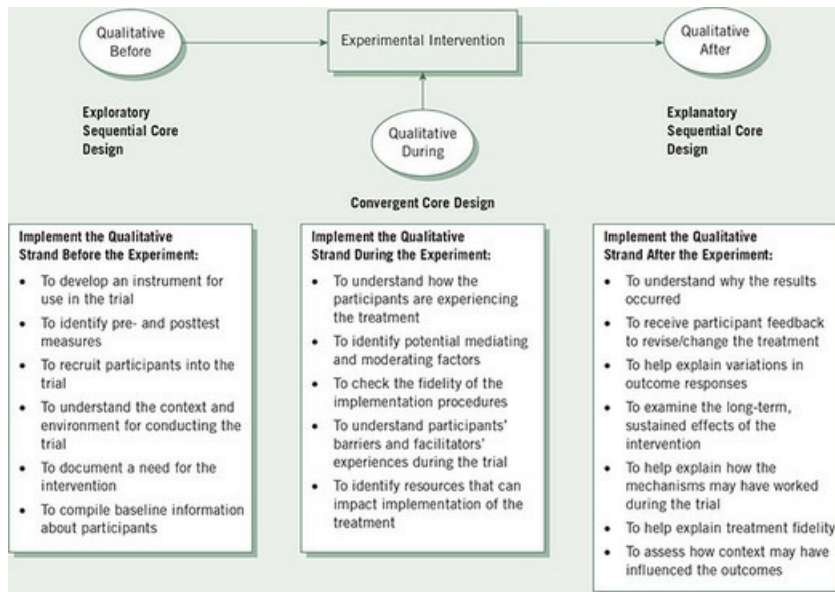 Qualitative
Before
Experimental Intervention
Qualitative
After
Exploratory
Sequential Core
Design
Qualitative
During
Explanatory
Sequential Core
Design
Convergent Core Design
Implement the Qualitative
Strand Before the Experiment:
• To develop an instrument for
use in the trial
• To identify pre- and posttest
measures
• To recruit participants into the
trial
• To understand the context and
environment for conducting the
trial
• To document a need for the
intervention
• To compile baseline information
about participants
Implement the Qualitative
Strand During the Experiment:
• To understand how the
participants are experiencing
the treatment
• To identify potential mediating
and moderating factors
• To check the fidelity of the
implementation procedures
• To understand participants'
barriers and facilitators'
experiences during the trial
• To identify resources that can
impact implementation of the
treatment
Implement the Qualitative
Strand After the Experiment:
• To understand why the results
occurred
• To receive participant feedback
to revise/change the treatment
• To help explain variations in
outcome responses
• To examine the long-term,
sustained effects of the
intervention
• To help explain how the
mechanisms may have worked
during the trial
• To help explain treatment fidelity
• To assess how context may have
influenced the outcomes